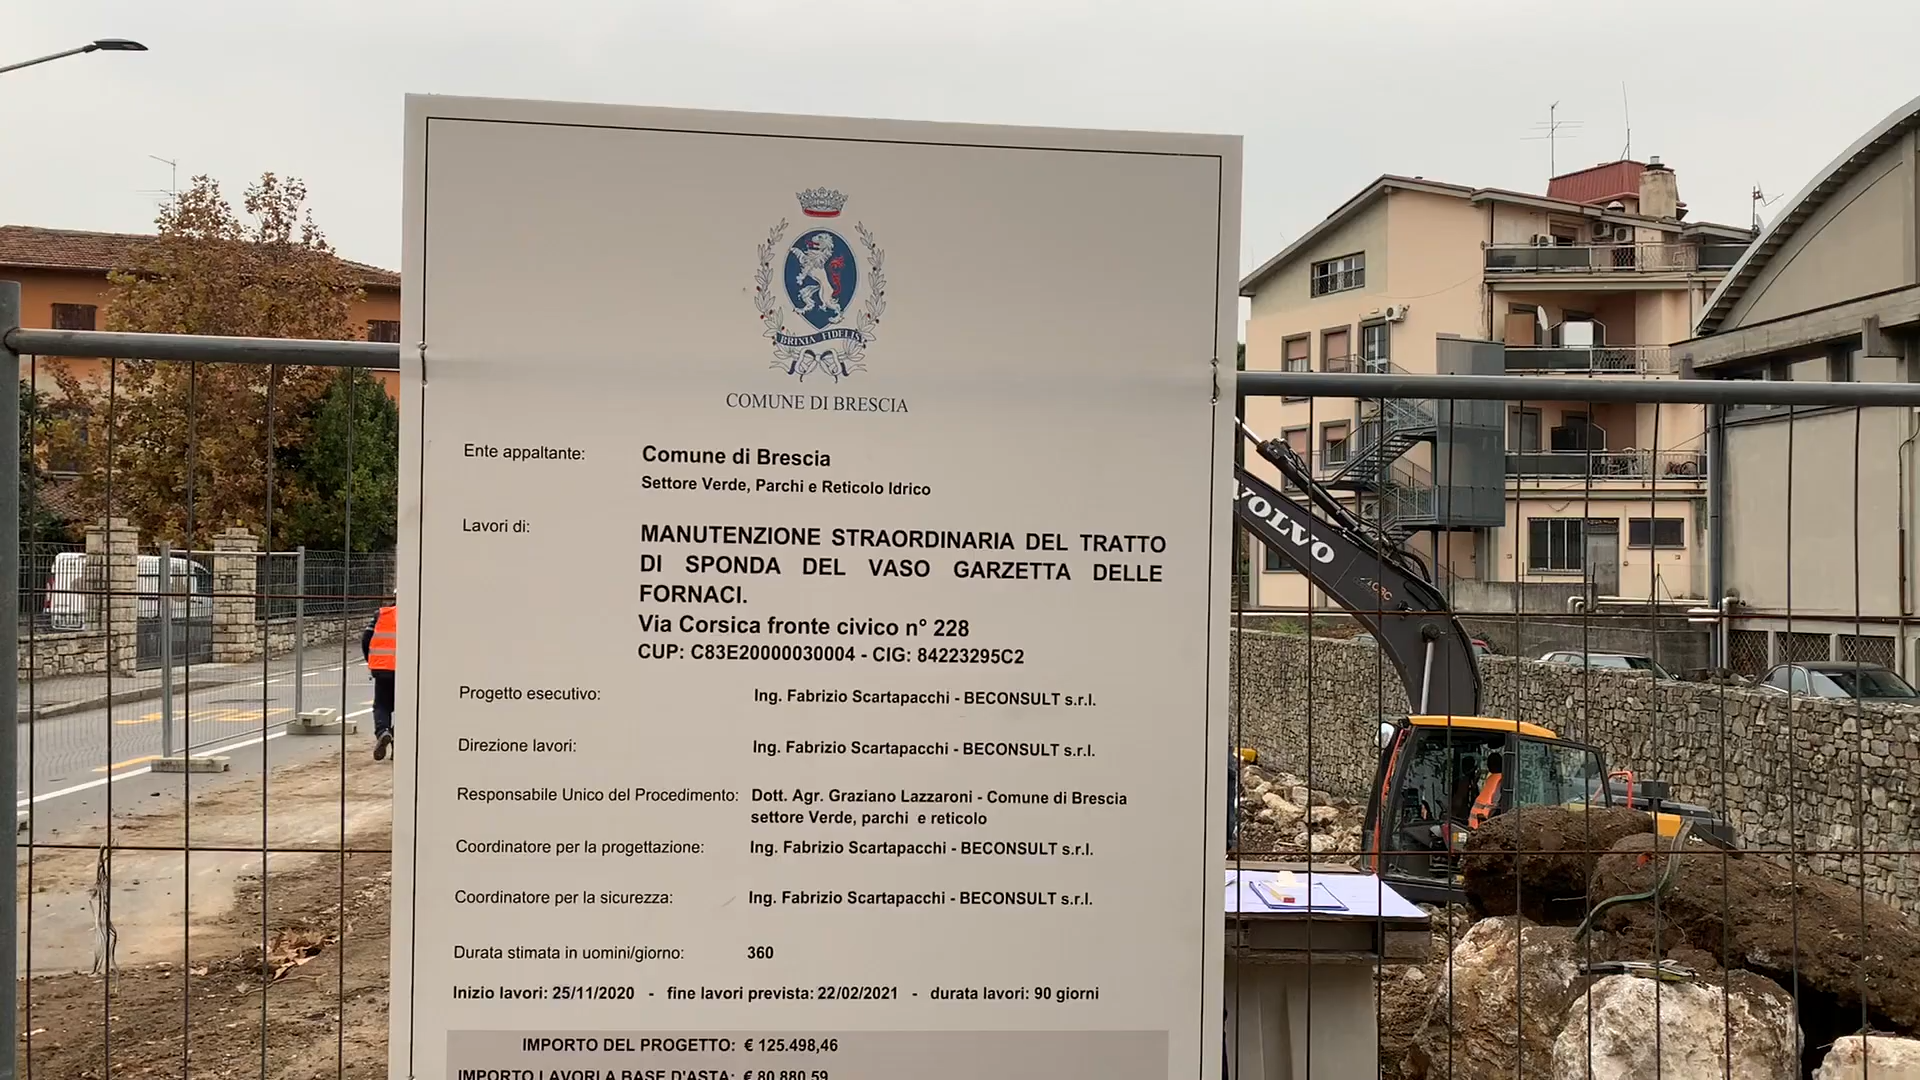 BRIXIA FIDELIS
COMUNE DI BRESCIA
Ente appaltante: Comune di Brescia
Settore Verde, Parchi e Reticolo Idrico
Lavori di: MANUTENZIONE STRAORDINARIA DEL TRATTO
DI SPONDA DEL VASO GARZETTA DELLE
FORNACI.
Via Corsica fronte civico n° 228
CUP: C83E20000030004 - CIG: 84223295C2
Progetto esecutivo: Ing. Fabrizio Scartapacchi - BECONSULT s.r.l.
Direzione lavori: Ing. Fabrizio Scartapacchi - BECONSULT s.r.l.
Responsabile Unico del Procedimento: Dott. Agr. Graziano Lazzaroni - Comune di Brescia
settore Verde, parchi e reticolo
Coordinatore per la progettazione: Ing. Fabrizio Scartapacchi - BECONSULT s.r.l.
Coordinatore per la sicurezza: Ing. Fabrizio Scartapacchi - BECONSULT s.r.l.
Durata stimata in uomini/giorno: 360
Inizio lavori: 25/11/2020 - fine lavori prevista: 22/02/2021 - durata lavori: 90 giorni
IMPORTO DEL PROGETTO: € 125.498,46
IMPORTO LAVORI A BASE D'ASTA: € 80.880,59
VOLVO